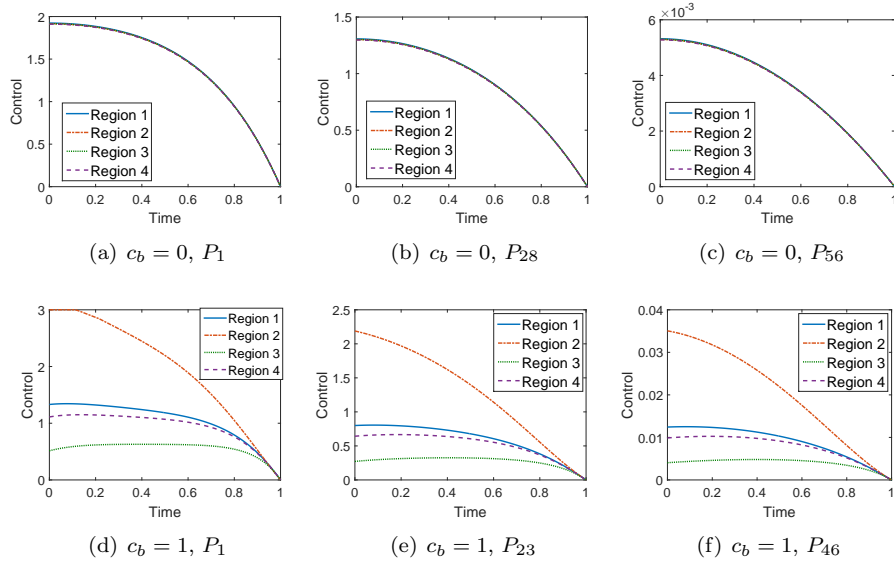 2
1.5
1
0.5
0
Control
Region 1
Region 2
Region 3
Region 4
0 0.2 0.4 0.6 0.8 1
Time
(a) c_b = 0, P_1
1.5
1
0.5
0
Control
Region 1
Region 2
Region 3
Region 4
0 0.2 0.4 0.6 0.8 1
Time
(b) c_b = 0, P_28
×10^-3
6
4
2
0
Control
Region 1
Region 2
Region 3
Region 4
0 0.2 0.4 0.6 0.8 1
Time
(c) c_b = 0, P_56
3
2
1
0
Control
Region 1
Region 2
Region 3
Region 4
0 0.2 0.4 0.6 0.8 1
Time
(d) c_b = 1, P_1
2.5
2
1.5
1
0.5
0
Control
Region 1
Region 2
Region 3
Region 4
0 0.2 0.4 0.6 0.8 1
Time
(e) c_b = 1, P_23
0.04
0.03
0.02
0.01
0
Control
Region 1
Region 2
Region 3
Region 4
0 0.2 0.4 0.6 0.8 1
Time
(f) c_b = 1, P_46